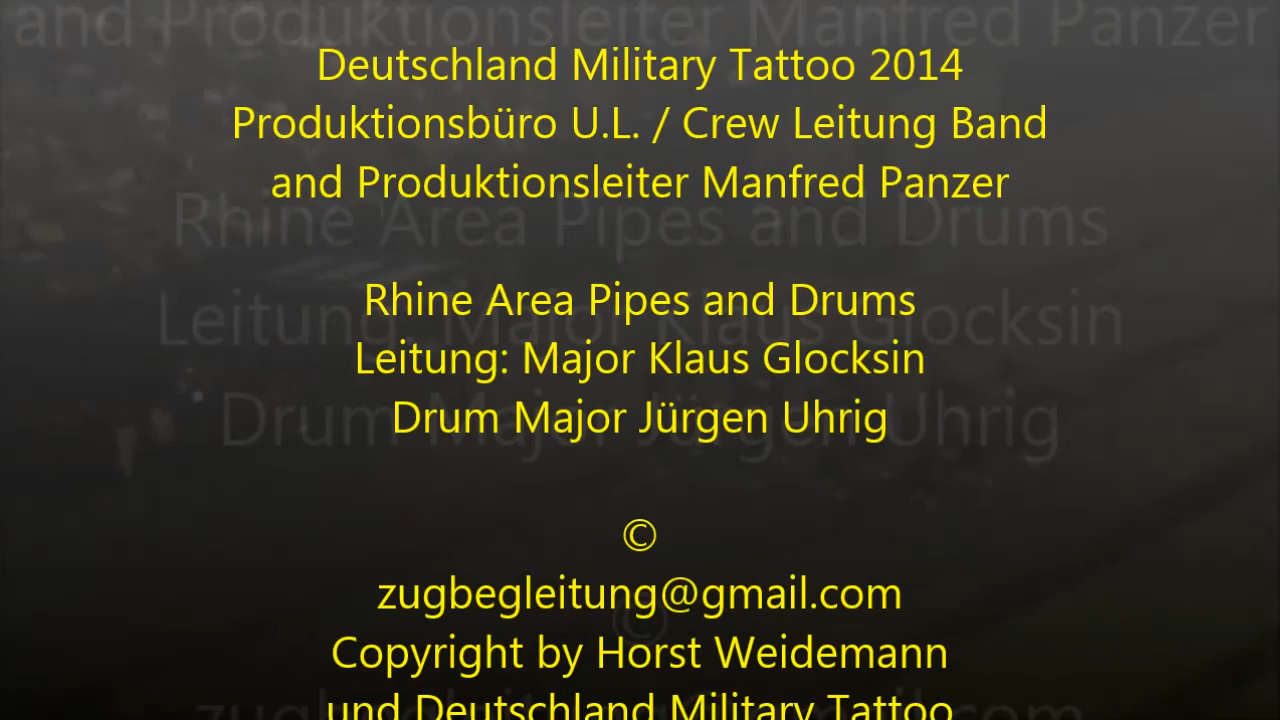 Deutschland Military Tattoo 2014
Produktionsbüro U.L. / Crew Leitung Band
and Produktionsleiter Manfred Panzer
Rhine Area Pipes and Drums
Leitung: Major Klaus Glocksin
Drum Major Jürgen Uhrig
©
zugbegleitung@gmail.com
Copyright by Horst Weidemann
und Deutschland Military Tattoo